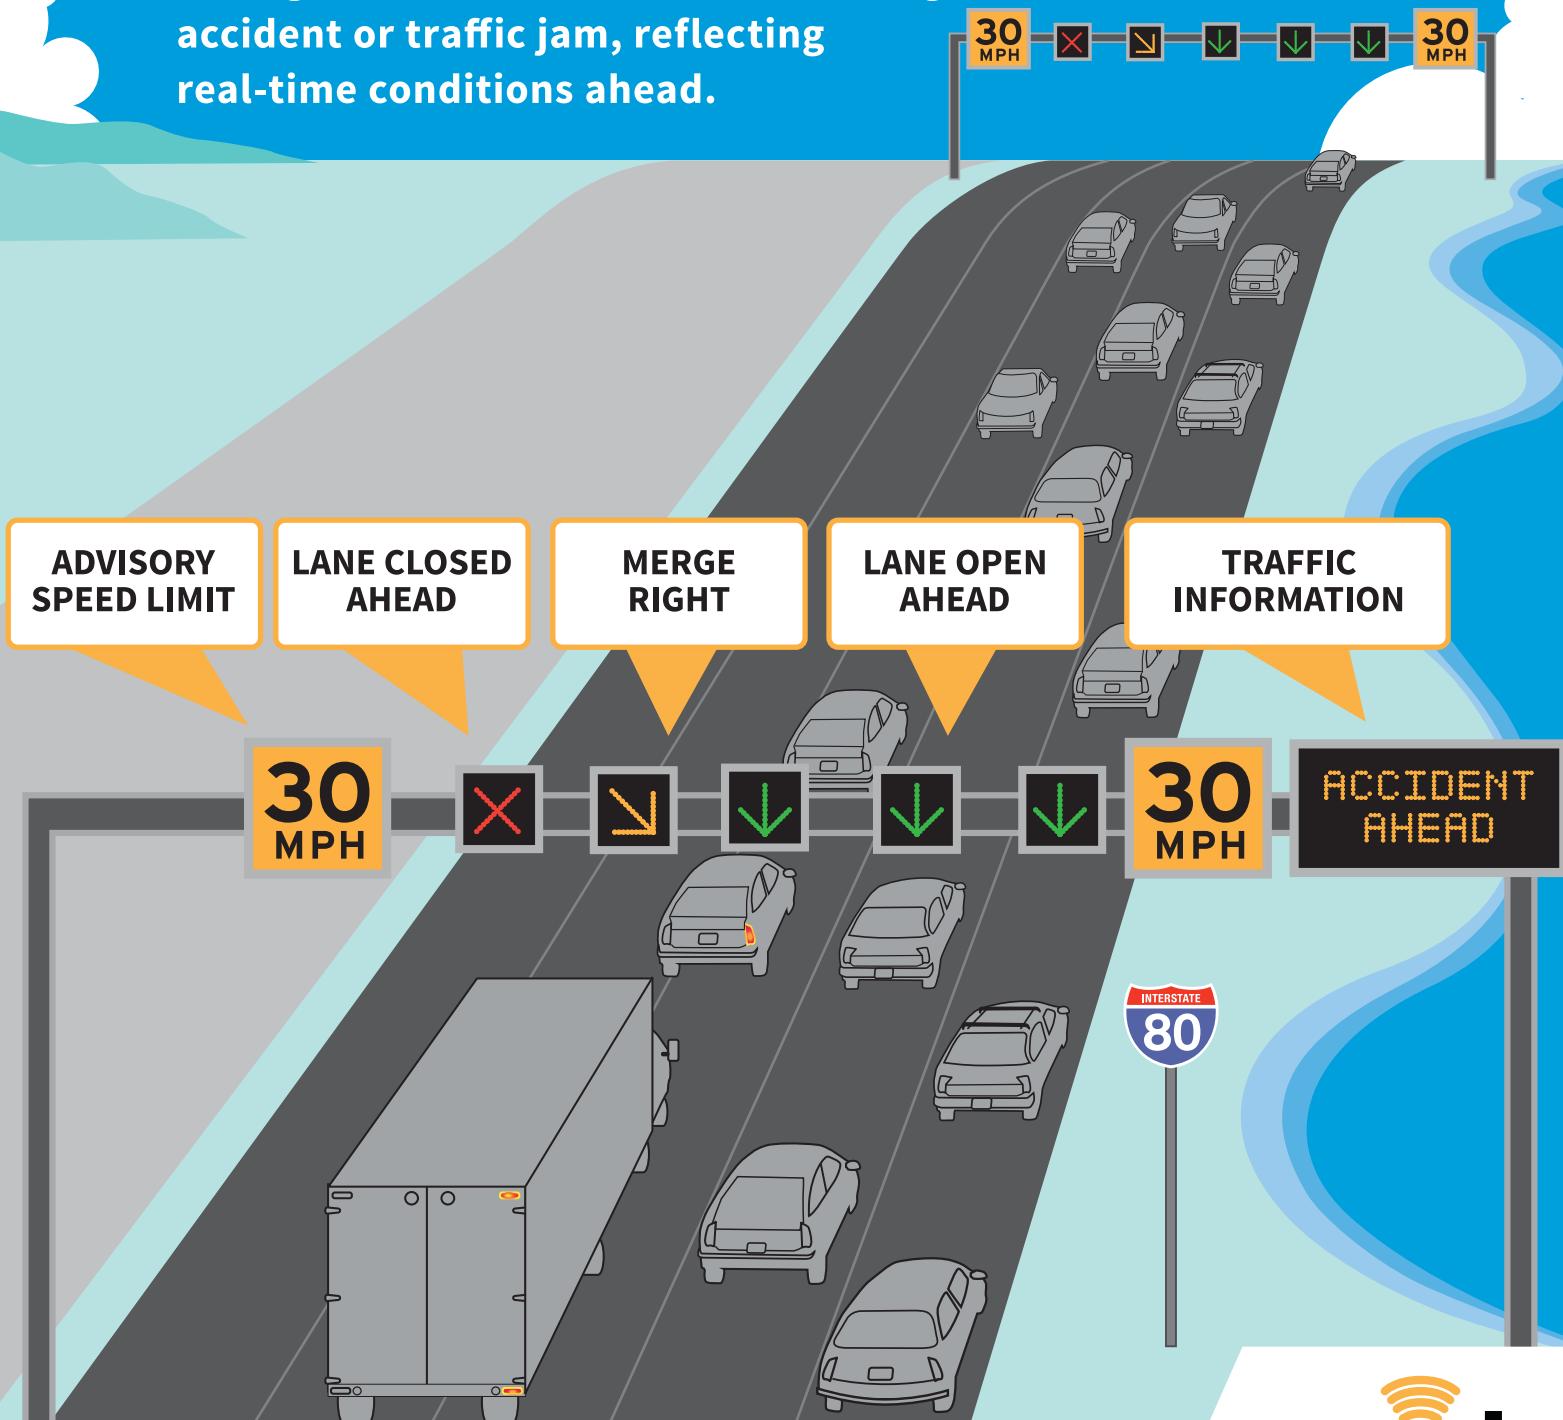 accident or traffic jam, reflecting
real-time conditions ahead.
30
MPH
30
MPH
ADVISORY
SPEED LIMIT
LANE CLOSED
AHEAD
MERGE
RIGHT
LANE OPEN
AHEAD
TRAFFIC
INFORMATION
30
MPH
30
MPH
ACCIDENT
AHEAD
INTERSTATE
80